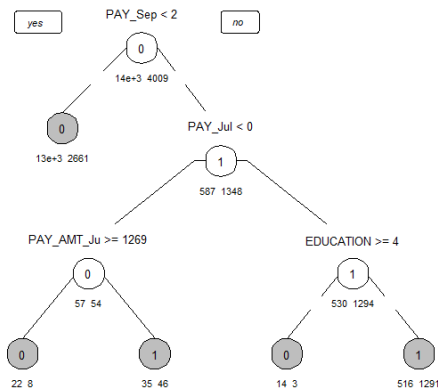 PAY_Sep < 2
yes
no
0
14e+3 4009
0
13e+3 2661
PAY_Jul < 0
1
587 1348
PAY_AMT_Ju >= 1269
EDUCATION >= 4
0
1
57 54
530 1294
0
1
0
1
22 8
35 46
14 3
516 1291